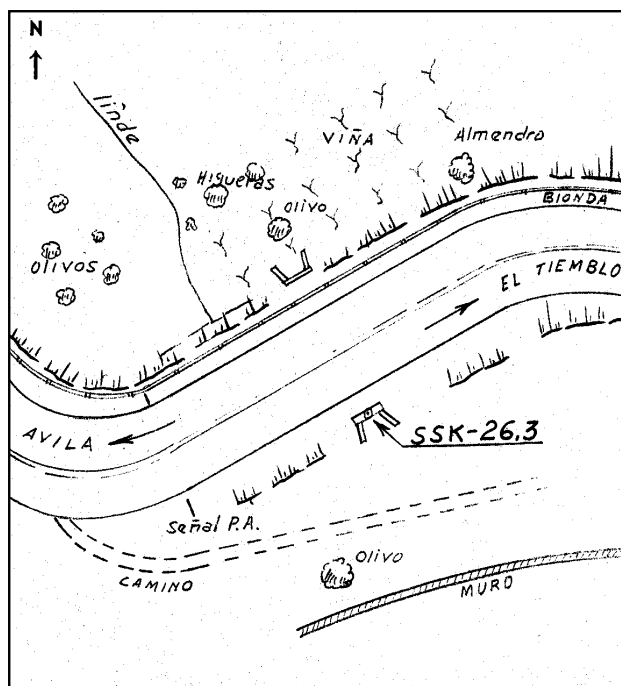 N
linde
VIÑA
Almendro
Higueras
Olivo
BIONDA
OLIVOS
EL TIEMBLO
AVILA
SSK-26.3
Señal P.A.
CAMINO
Olivo
MURO